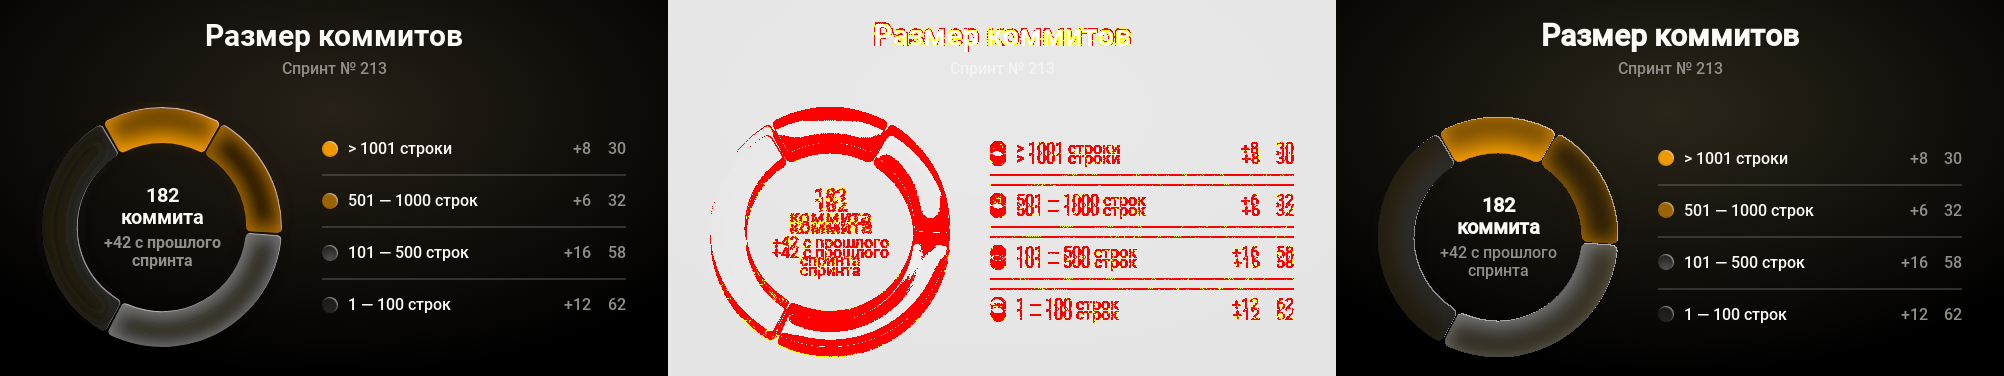 Размер коммитов
Спринт № 213
182
коммита
+42 с прошлого
спринта
> 1001 строки +8 30
501 — 1000 строк +6 32
101 — 500 строк +16 58
1 — 100 строк +12 62
Размер коммитов
Спринт № 213
182
коммита
+42 с прошлого
спринта
> 1001 строки +8 30
501 — 1000 строк +6 32
101 — 500 строк +16 58
1 — 100 строк +12 62
Размер коммитов
Спринт № 213
182
коммита
+42 с прошлого
спринта
> 1001 строки +8 30
501 — 1000 строк +6 32
101 — 500 строк +16 58
1 — 100 строк +12 62